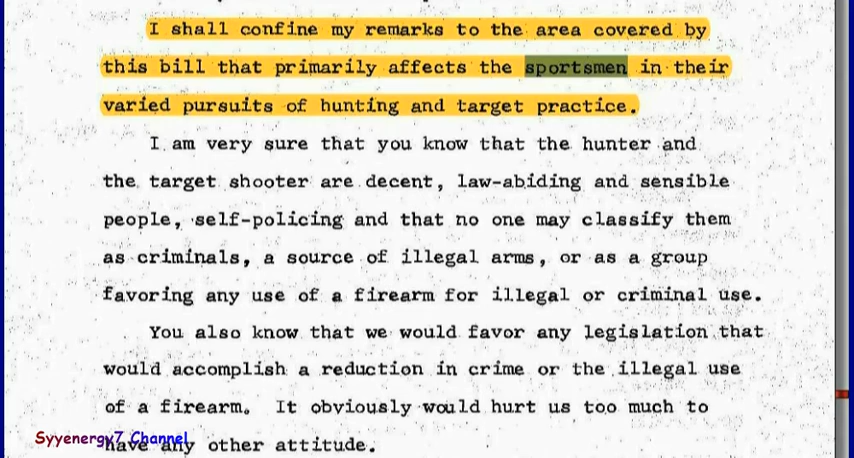 I shall confine my remarks to the area covered by
this bill that primarily affects the sportsmen in their
varied pursuits of hunting and target practice.
I am very sure that you know that the hunter and
the target shooter are decent, law-abiding and sensible
people, self-policing and that no one may classify them
as criminals, a source of illegal arms, or as a group
favoring any use of a firearm for illegal or criminal use.
You also know that we would favor any legislation that
would accomplish a reduction in crime or the illegal use
of a firearm. It obviously would hurt us too much to
have any other attitude.
Syyenergy7 Channel